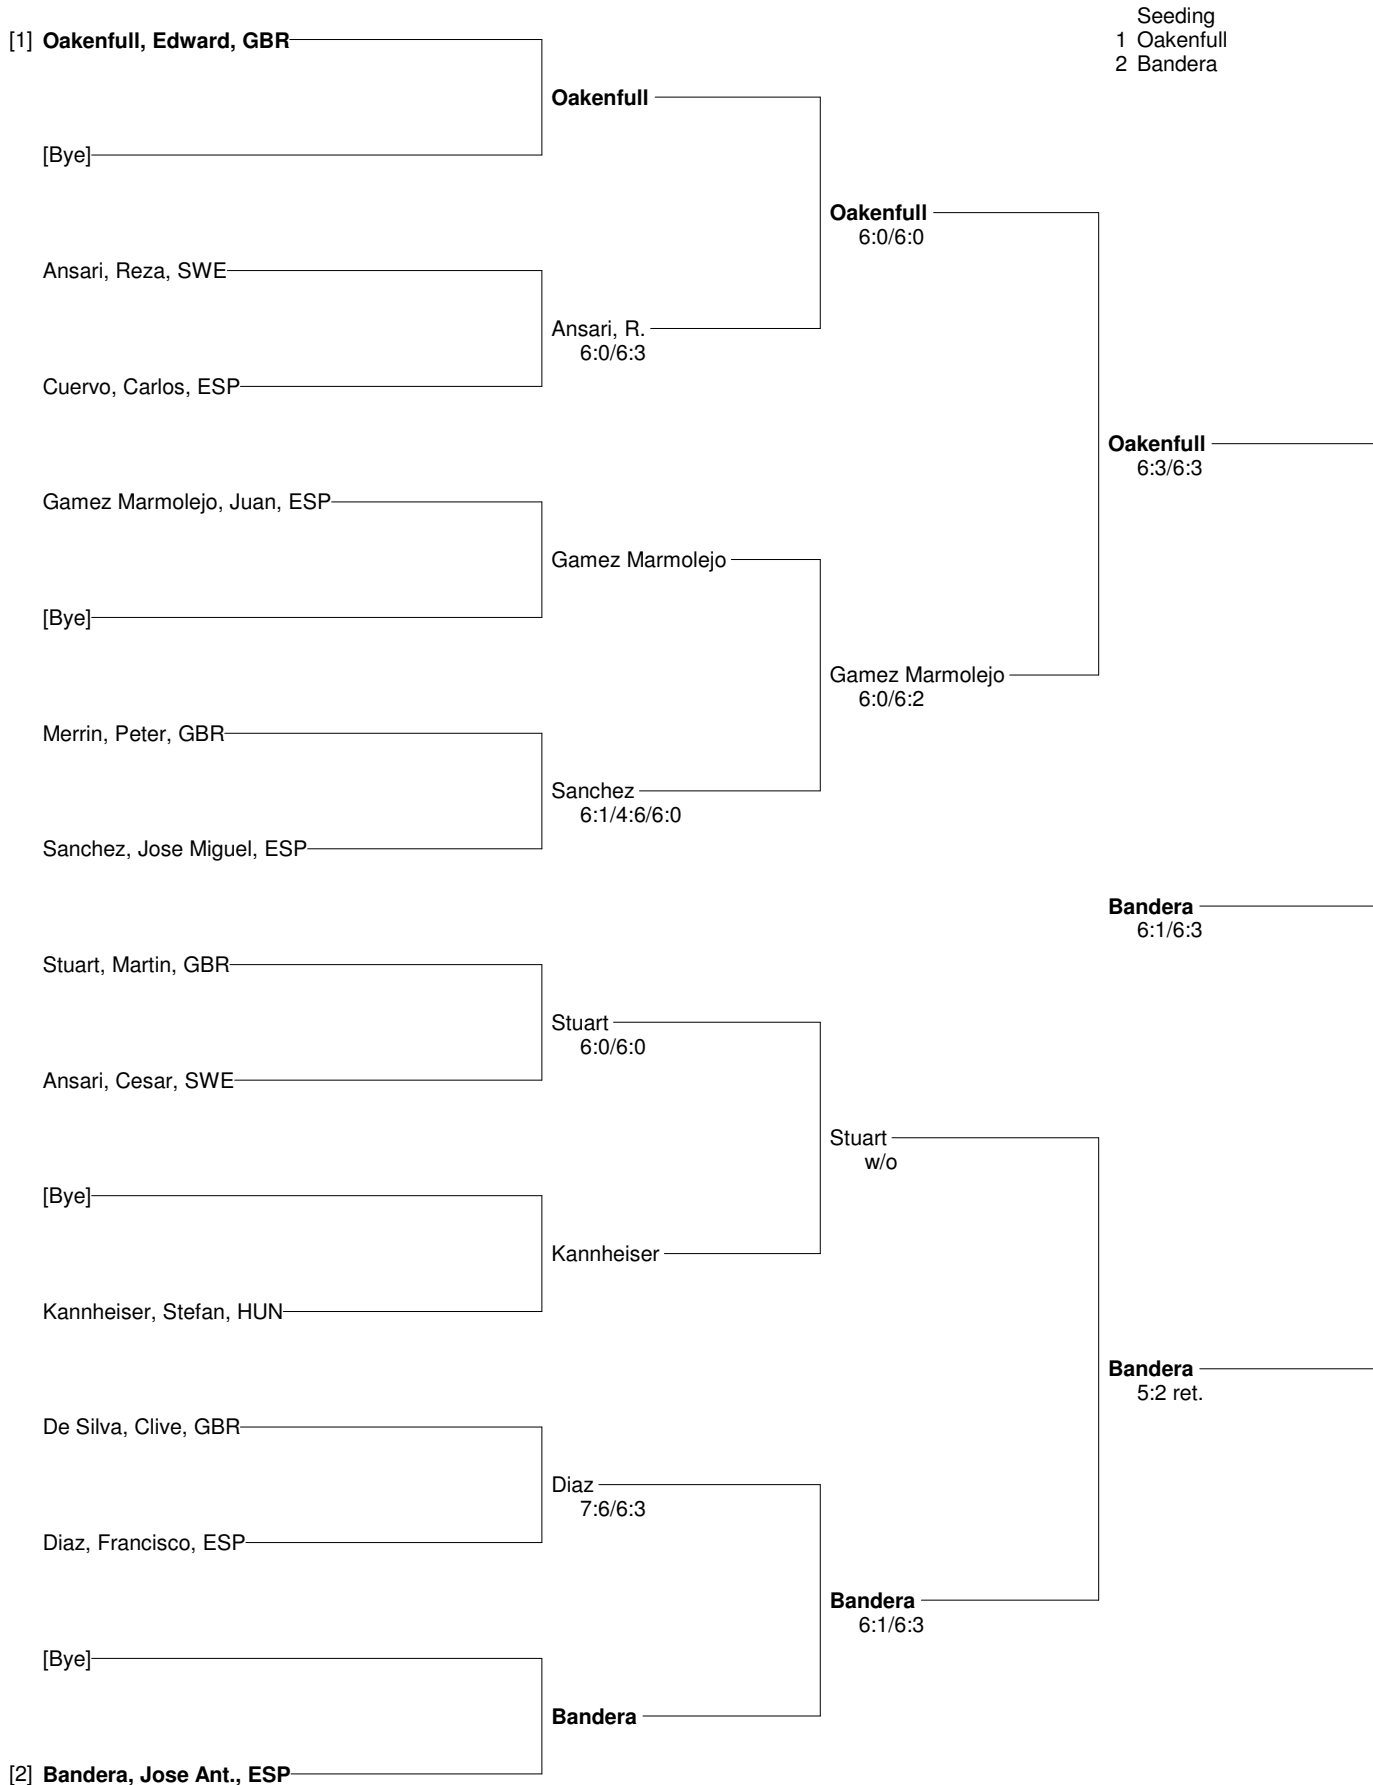 Seeding
1 Oakenfull
2 Bandera
[1] Oakenfull, Edward, GBR
Oakenfull
[Bye]
Oakenfull
6:0/6:0
Ansari, Reza, SWE
Ansari, R.
6:0/6:3
Cuervo, Carlos, ESP
Oakenfull
6:3/6:3
Gamez Marmolejo, Juan, ESP
Gamez Marmolejo
[Bye]
Gamez Marmolejo
6:0/6:2
Merrin, Peter, GBR
Sanchez
6:1/4:6/6:0
Sanchez, Jose Miguel, ESP
Bandera
6:1/6:3
Stuart, Martin, GBR
Stuart
6:0/6:0
Ansari, Cesar, SWE
Stuart
w/o
[Bye]
Kannheiser
Kannheiser, Stefan, HUN
Bandera
5:2 ret.
De Silva, Clive, GBR
Diaz
7:6/6:3
Diaz, Francisco, ESP
Bandera
6:1/6:3
[Bye]
Bandera
[2] Bandera, Jose Ant., ESP